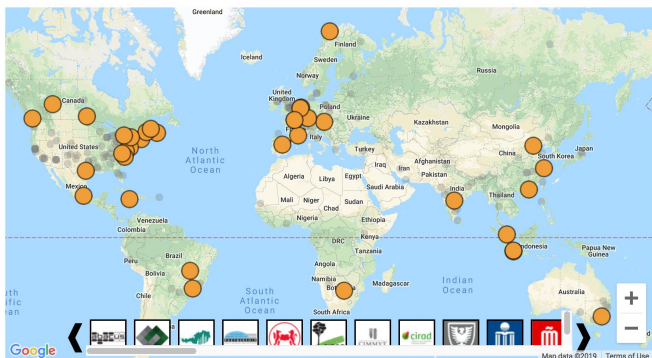 Greenland
Iceland
Finland
Sweden
Norway
Russia
Canada
United
Kingdom
Poland
Ukraine
Kazakhstan
Mongolia
Italy
Turkey
United States
North
Atlantic
Ocean
Iraq
Iran
Afghanistan
Pakistan
China
South Korea
Japan
Algeria
Libya
Egypt
Saudi Arabia
India
Thailand
Mexico
Mali
Niger
Chad
Sudan
Nigeria
Ethiopia
Venezuela
Colombia
DRC
Kenya
Tanzania
Indonesia
Papua New
Guinea
Peru
Brazil
Bolivia
Angola
Namibia
Madagascar
Indian
Ocean
Australia
Chile
South
Atlantic
Ocean
South Africa
CIMMYT
cirad
Google
Map data ©2019
Terms of Use